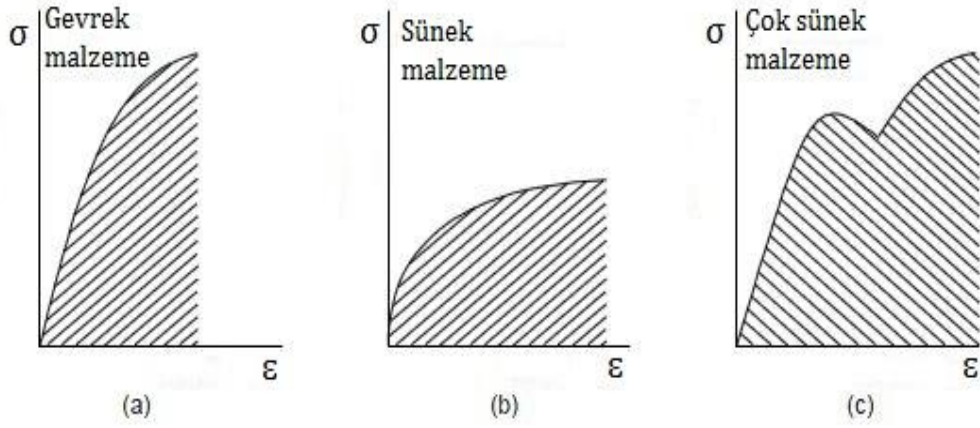 σ
Gevrek
malzeme
ε
(a)
σ
Sünek
malzeme
ε
(b)
σ
Çok sünek
malzeme
ε
(c)